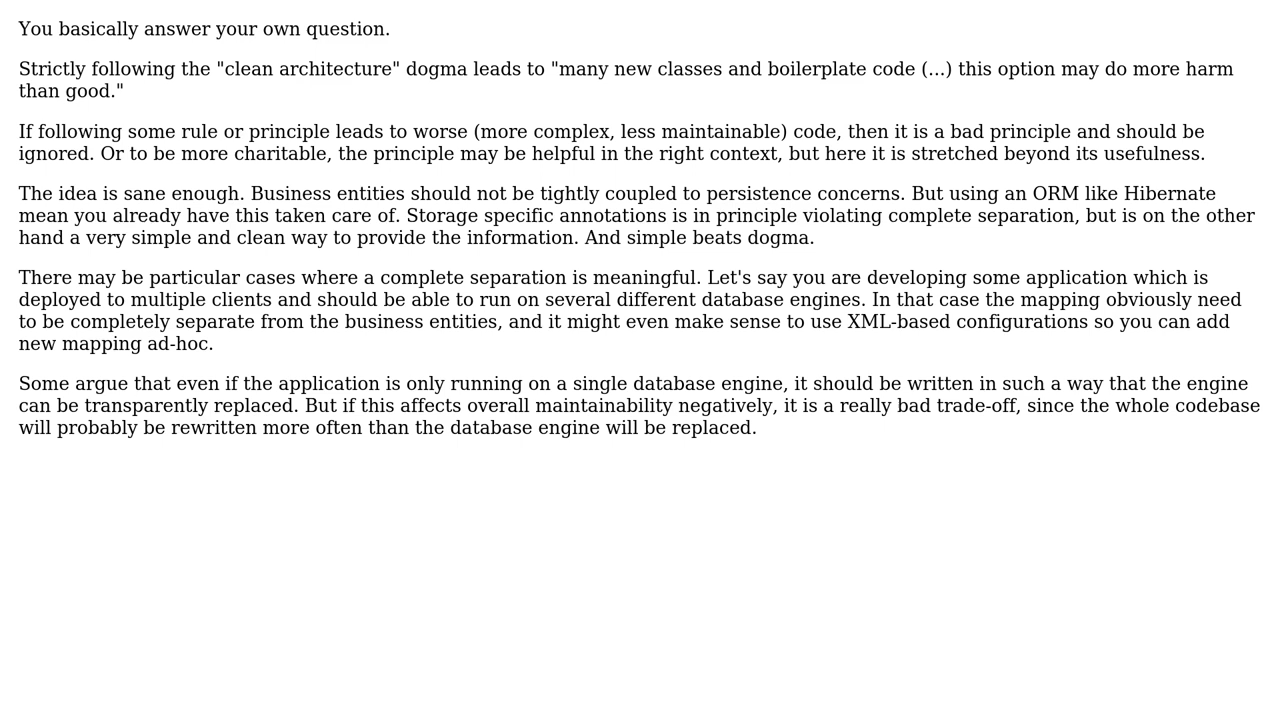 You basically answer your own question.
Strictly following the "clean architecture" dogma leads to "many new classes and boilerplate code (...) this option may do more harm
than good."
If following some rule or principle leads to worse (more complex, less maintainable) code, then it is a bad principle and should be
ignored. Or to be more charitable, the principle may be helpful in the right context, but here it is stretched beyond its usefulness.
The idea is sane enough. Business entities should not be tightly coupled to persistence concerns. But using an ORM like Hibernate
mean you already have this taken care of. Storage specific annotations is in principle violating complete separation, but is on the other
hand a very simple and clean way to provide the information. And simple beats dogma.
There may be particular cases where a complete separation is meaningful. Let's say you are developing some application which is
deployed to multiple clients and should be able to run on several different database engines. In that case the mapping obviously need
to be completely separate from the business entities, and it might even make sense to use XML-based configurations so you can add
new mapping ad-hoc.
Some argue that even if the application is only running on a single database engine, it should be written in such a way that the engine
can be transparently replaced. But if this affects overall maintainability negatively, it is a really bad trade-off, since the whole codebase
will probably be rewritten more often than the database engine will be replaced.